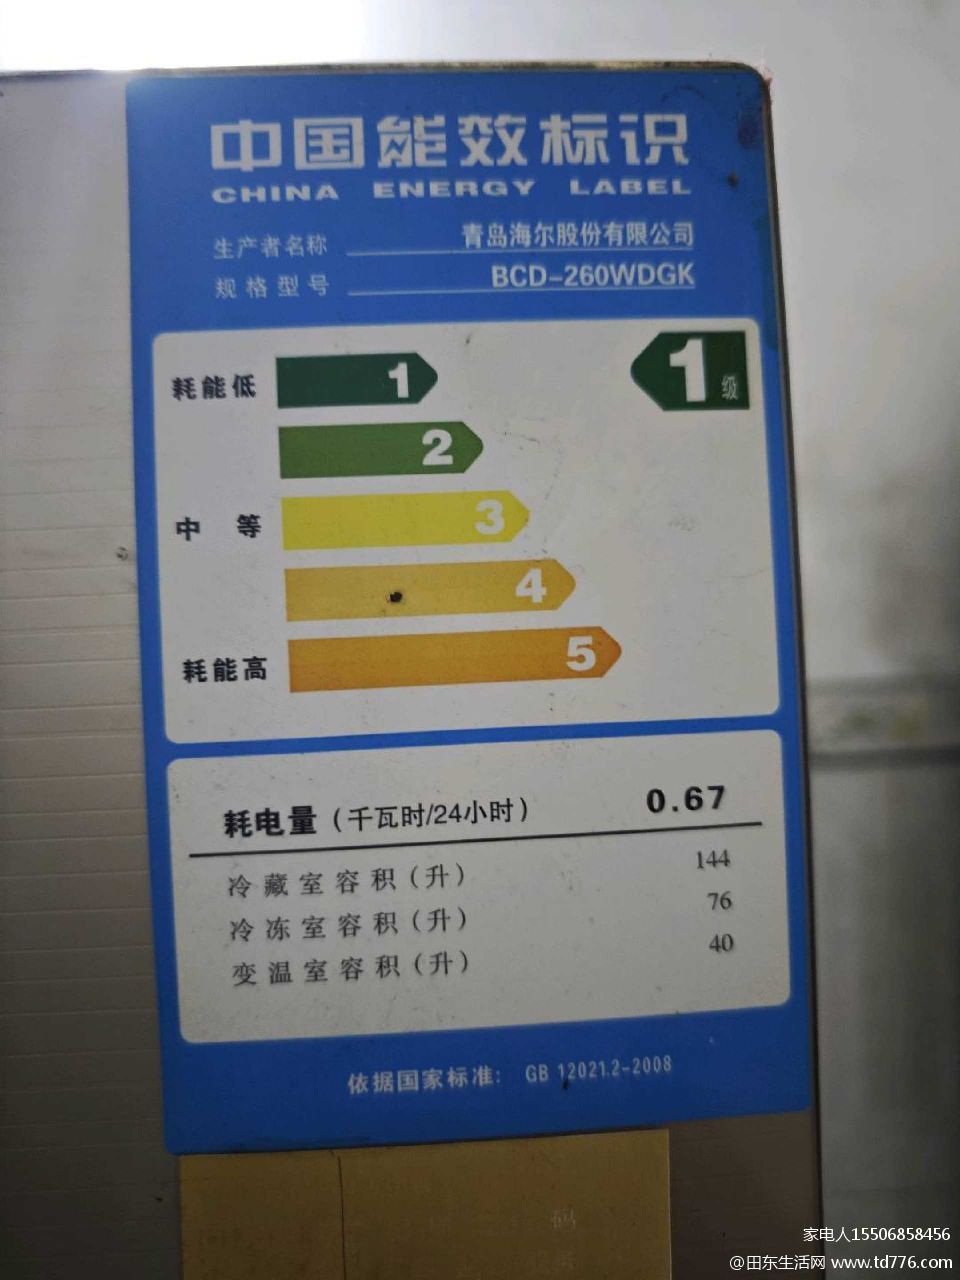 中国能效标识
CHINA ENERGY LABEL
生产者名称 青岛海尔股份有限公司
规格型号 BCD-260WDGK
耗能低 1 1级
2
中 等 3
4
耗能高 5
耗电量（千瓦时/24小时） 0.67
冷藏室容积（升） 144
冷冻室容积（升） 76
变温室容积（升） 40
依据国家标准： GB 12021.2-2008
码
家电人15506858456
@田东生活网 www.td776.com